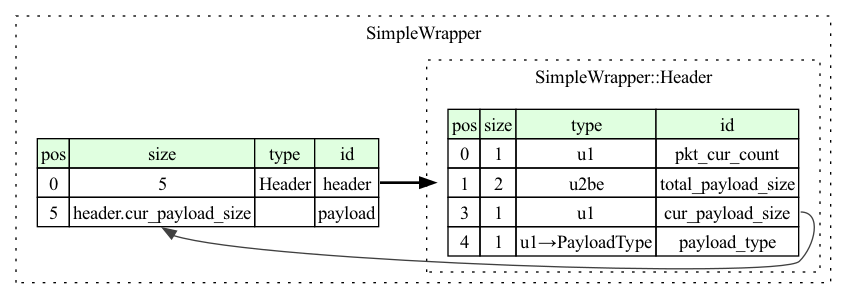 SimpleWrapper
SimpleWrapper::Header
pos size type id
0 5 Header header
5 header.cur_payload_size payload
pos size type id
0 1 u1 pkt_cur_count
1 2 u2be total_payload_size
3 1 u1 cur_payload_size
4 1 u1→PayloadType payload_type